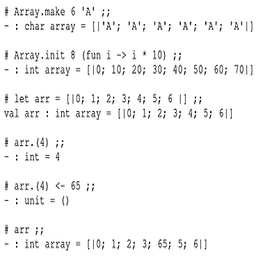 # Array.make 6 'A' ;;
- : char array = [|'A'; 'A'; 'A'; 'A'; 'A'; 'A'|]
# Array.init 8 (fun i -> i * 10) ;;
- : int array = [|0; 10; 20; 30; 40; 50; 60; 70|]
# let arr = [|0; 1; 2; 3; 4; 5; 6 |] ;;
val arr : int array = [|0; 1; 2; 3; 4; 5; 6|]
# arr.(4) ;;
- : int = 4
# arr.(4) <- 65 ;;
- : unit = ()
# arr ;;
- : int array = [|0; 1; 2; 3; 65; 5; 6|]